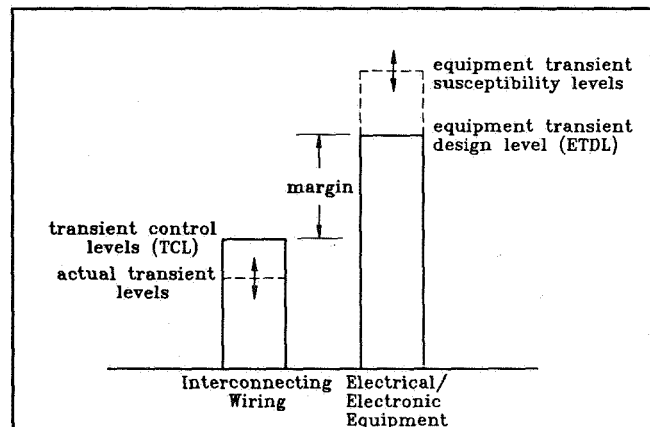 equipment transient
susceptibility levels
equipment transient
design level (ETDL)
margin
transient control
levels (TCL)
actual transient
levels
Interconnecting
Wiring
Electrical/
Electronic
Equipment